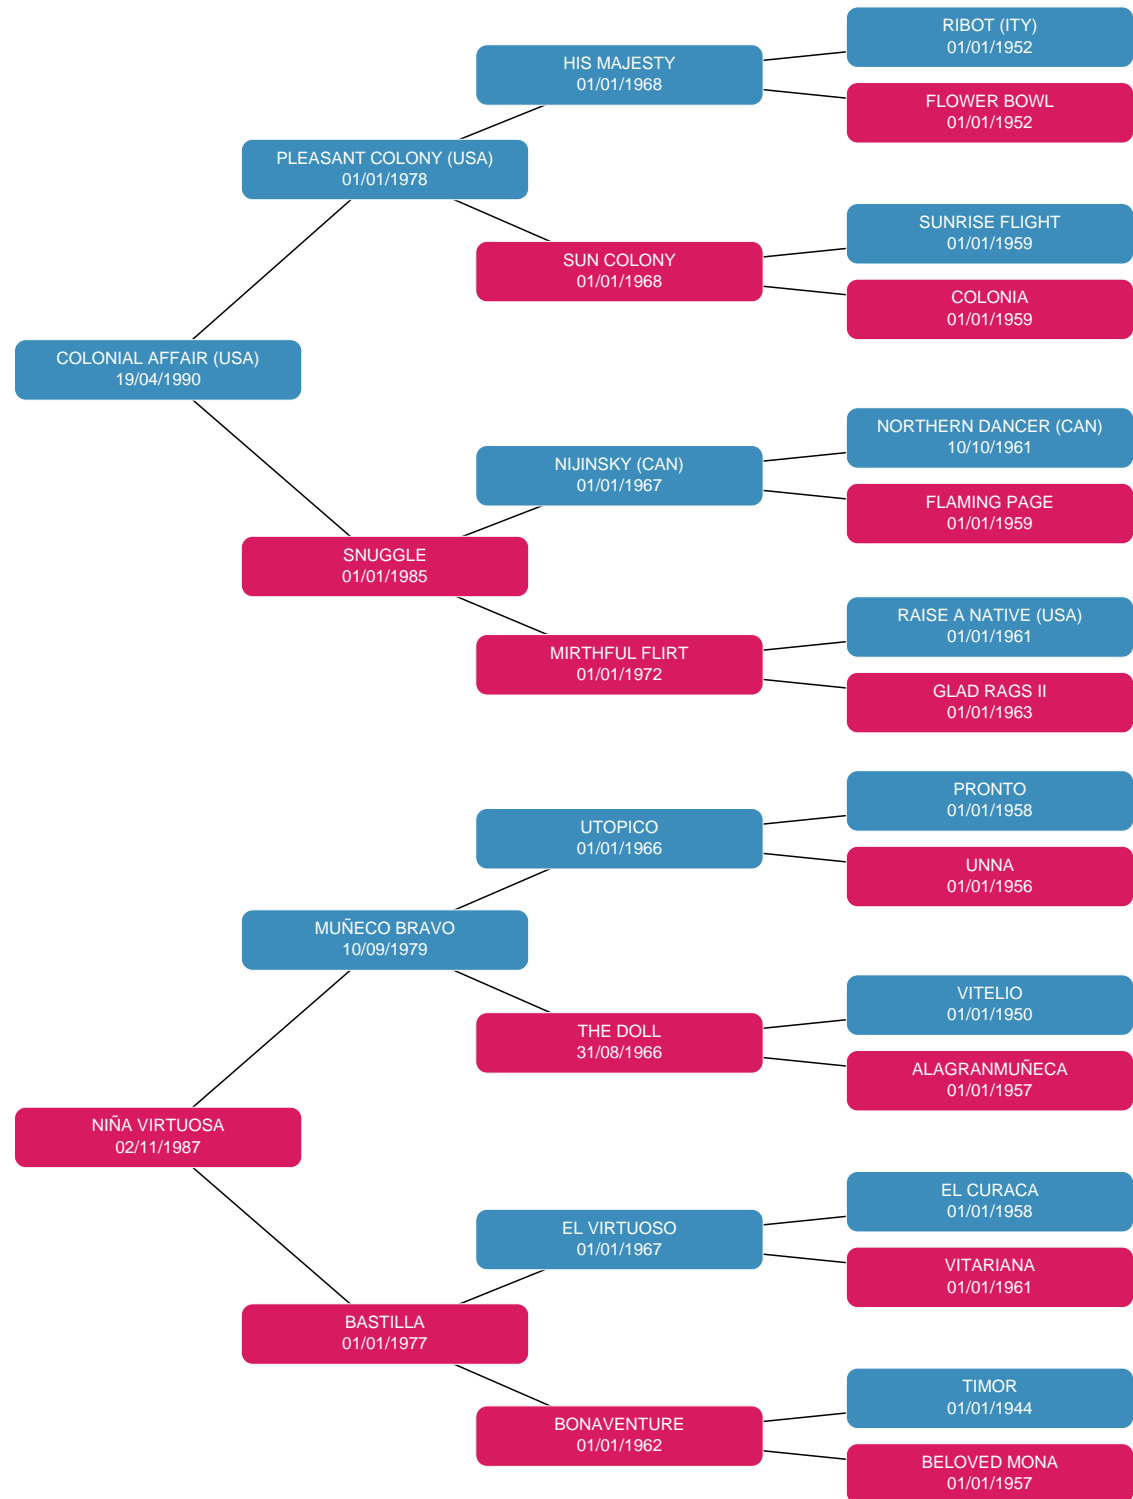 RIBOT (ITY)
01/01/1952
HIS MAJESTY
01/01/1968
FLOWER BOWL
01/01/1952
PLEASANT COLONY (USA)
01/01/1978
SUNRISE FLIGHT
01/01/1959
SUN COLONY
01/01/1968
COLONIA
01/01/1959
COLONIAL AFFAIR (USA)
19/04/1990
NORTHERN DANCER (CAN)
10/10/1961
NIJINSKY (CAN)
01/01/1967
FLAMING PAGE
01/01/1959
SNUGGLE
01/01/1985
RAISE A NATIVE (USA)
01/01/1961
MIRTHFUL FLIRT
01/01/1972
GLAD RAGS II
01/01/1963
PRONTO
01/01/1958
UTOPICO
01/01/1966
UNNA
01/01/1956
MUÑECO BRAVO
10/09/1979
VITELIO
01/01/1950
THE DOLL
31/08/1966
ALAGRANMUÑECA
01/01/1957
NIÑA VIRTUOSA
02/11/1987
EL CURACA
01/01/1958
EL VIRTUOSO
01/01/1967
VITARIANA
01/01/1961
BASTILLA
01/01/1977
TIMOR
01/01/1944
BONAVENTURE
01/01/1962
BELOVED MONA
01/01/1957